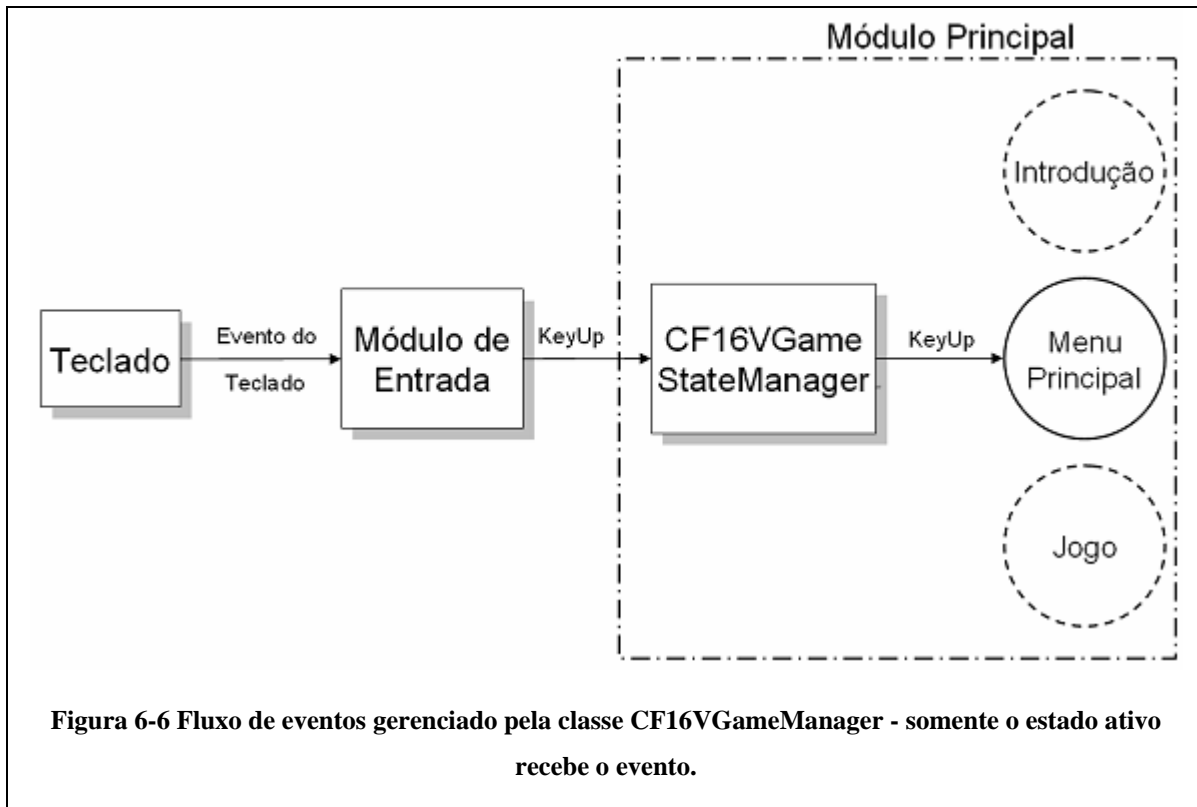 Módulo Principal
Introdução
Teclado
Evento do
Teclado
Módulo de
Entrada
KeyUp
CF16VGame
StateManager
KeyUp
Menu
Principal
Jogo
Figura 6-6 Fluxo de eventos gerenciado pela classe CF16VGameManager - somente o estado ativo
recebe o evento.